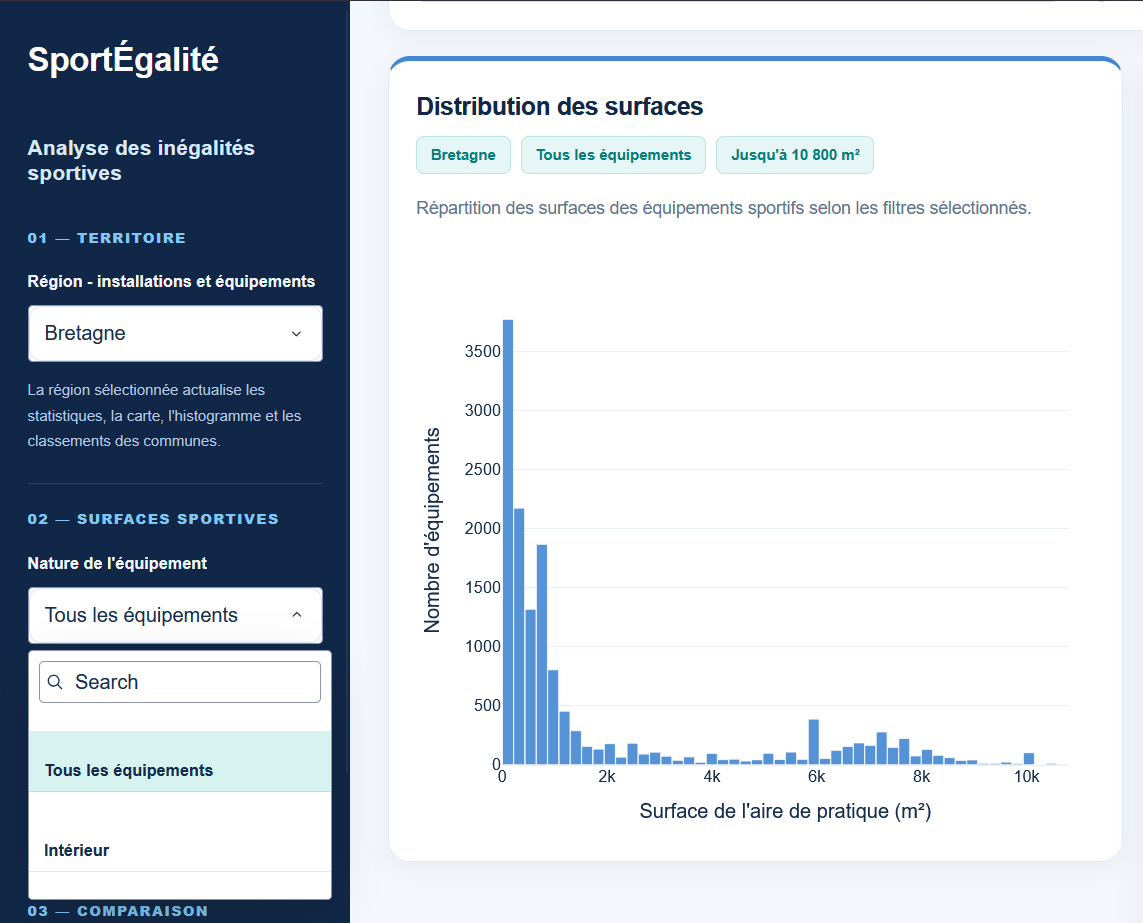 SportÉgalité
Analyse des inégalités
sportives
01 — TERRITOIRE
Région - installations et équipements
Bretagne
La région sélectionnée actualise les
statistiques, la carte, l'histogramme et les
classements des communes.
02 — SURFACES SPORTIVES
Nature de l'équipement
Tous les équipements
Search
Tous les équipements
Intérieur
03 — COMPARAISON
Distribution des surfaces
Bretagne
Tous les équipements
Jusqu'à 10 800 m²
Répartition des surfaces des équipements sportifs selon les filtres sélectionnés.
Nombre d'équipements
3500
3000
2500
2000
1500
1000
500
0
0 2k 4k 6k 8k 10k
Surface de l'aire de pratique (m²)